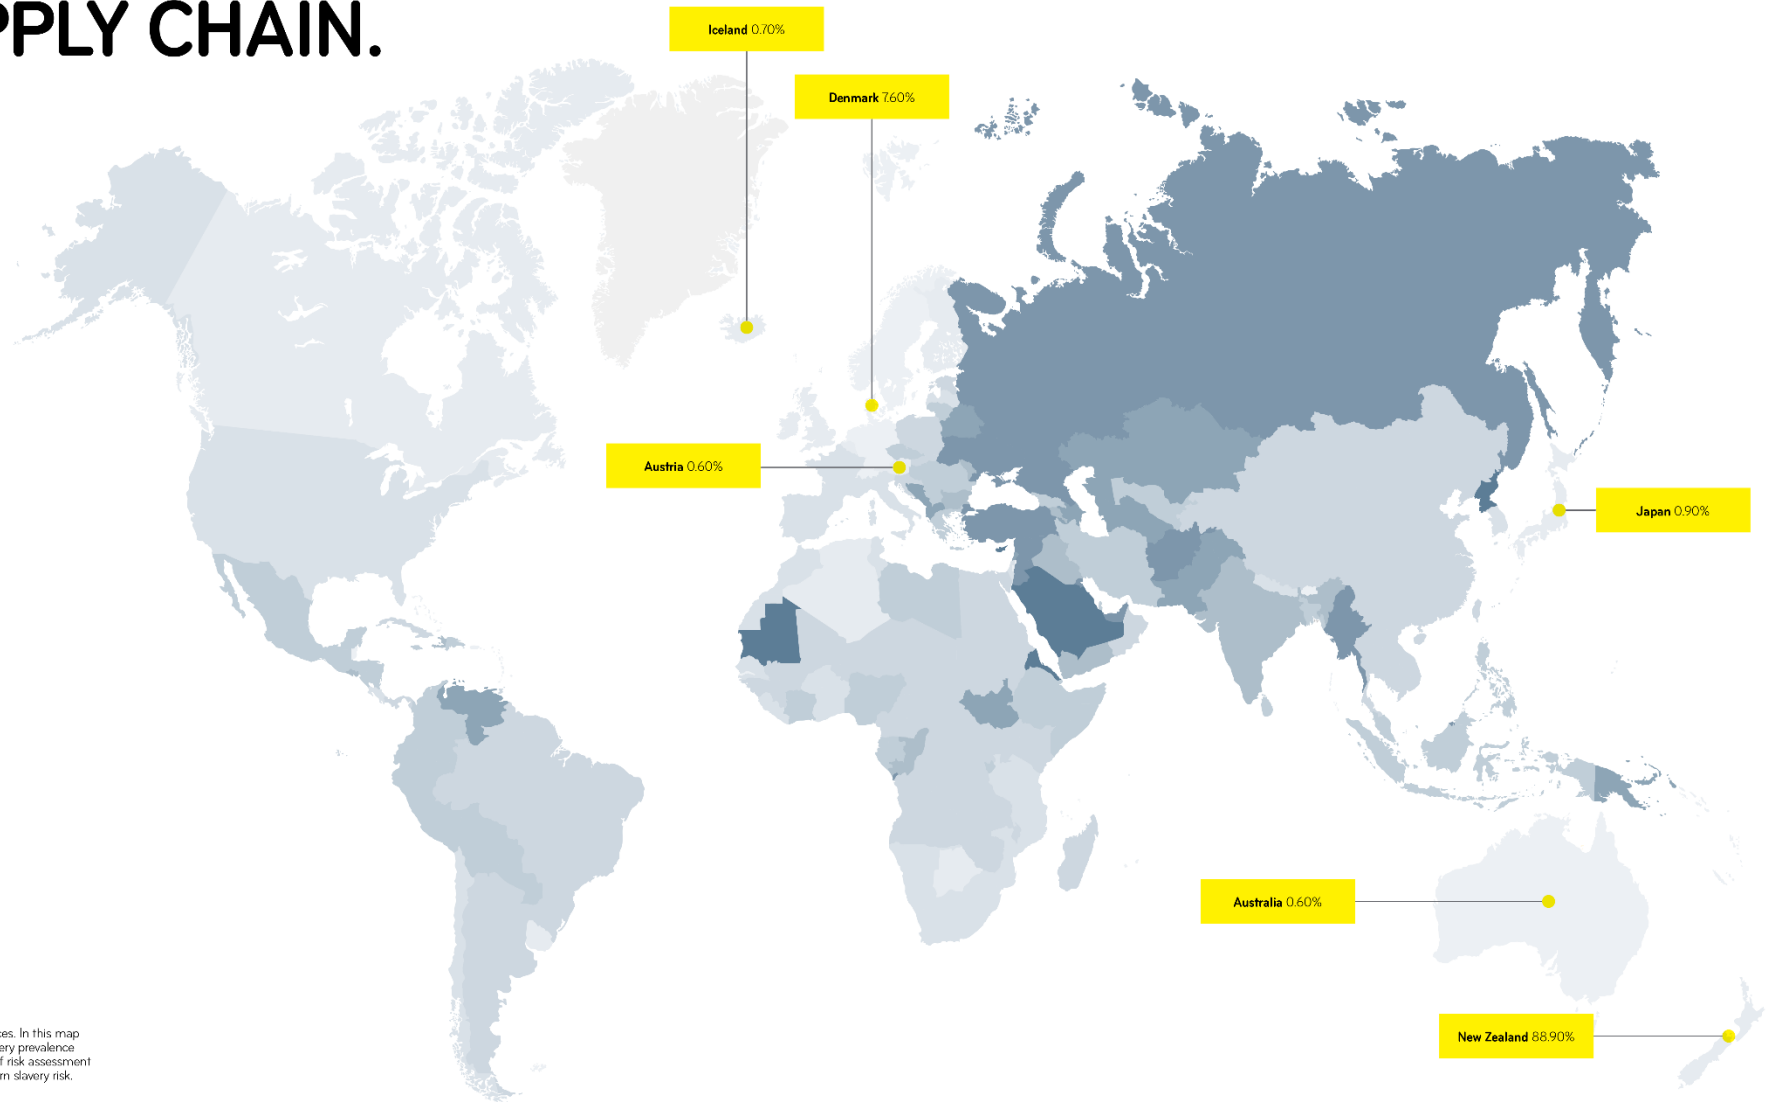 PPLY CHAIN.
Iceland 0.70%
Denmark 7.60%
Austria 0.60%
Japan 0.90%
Australia 0.60%
New Zealand 88.90%
ces. In this map
ery prevalence
f risk assessment
rn slavery risk.